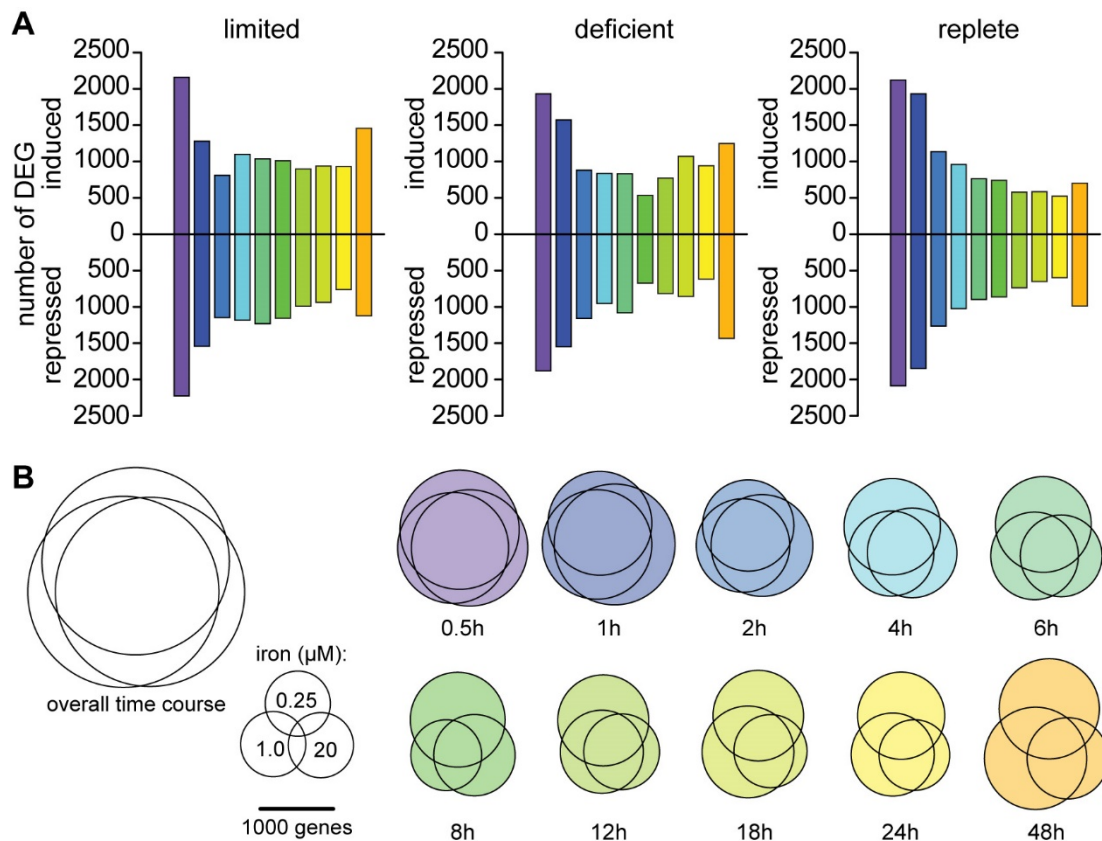 A
limited
deficient
replete
number of DEG
induced
repressed
2500
2000
1500
1000
500
0
500
1000
1500
2000
2500
induced
repressed
2500
2000
1500
1000
500
0
500
1000
1500
2000
2500
induced
repressed
2500
2000
1500
1000
500
0
500
1000
1500
2000
2500
B
overall time course
iron (µM):
0.25
1.0
20
1000 genes
0.5h
1h
2h
4h
6h
8h
12h
18h
24h
48h